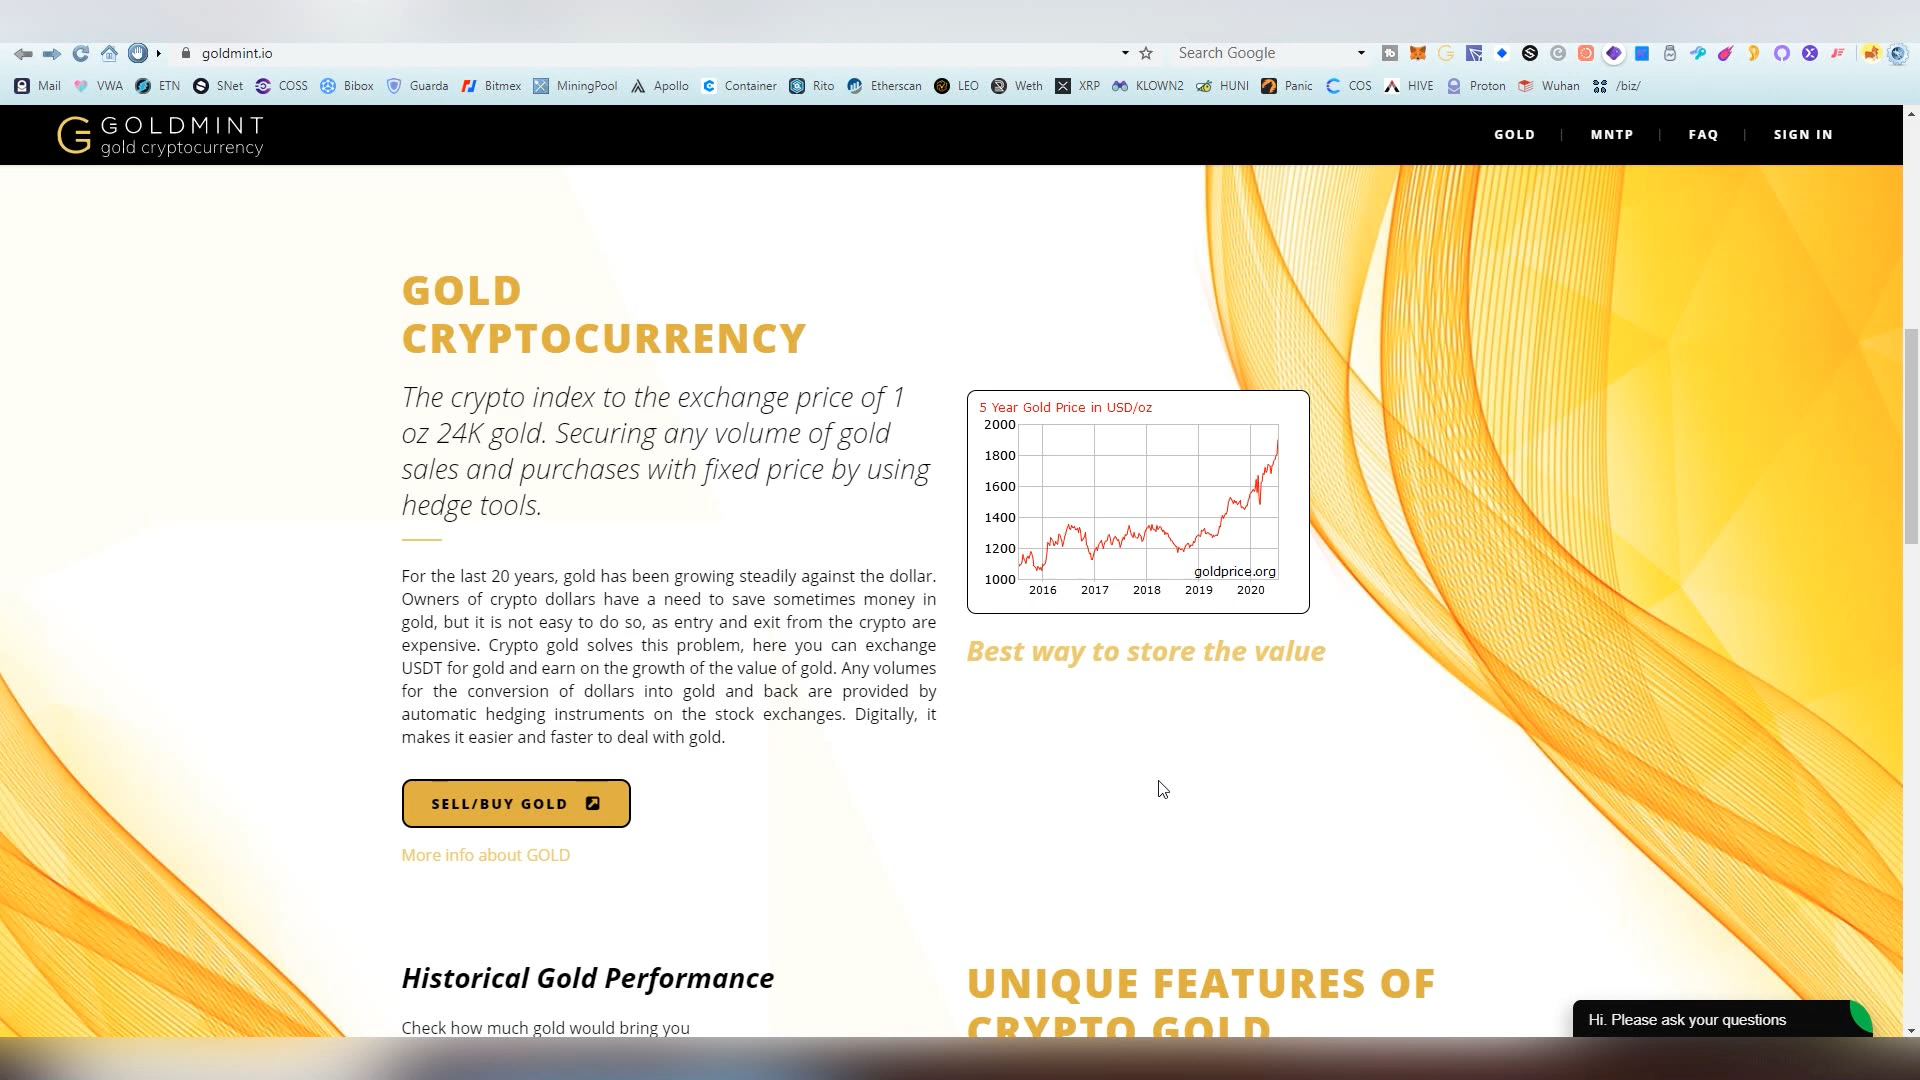 goldmint.io
Search Google
Mail VWA ETN SNet COSS Bibox Guarda Bitmex MiningPool Apollo Container Rito Etherscan LEO Weth XRP KLOWN2 HUNI Panic COS HIVE Proton Wuhan /biz/
GOLDMINT
gold cryptocurrency
GOLD | MNTP | FAQ | SIGN IN
GOLD
CRYPTOCURRENCY
The crypto index to the exchange price of 1
oz 24K gold. Securing any volume of gold
sales and purchases with fixed price by using
hedge tools.
For the last 20 years, gold has been growing steadily against the dollar.
Owners of crypto dollars have a need to save sometimes money in
gold, but it is not easy to do so, as entry and exit from the crypto are
expensive. Crypto gold solves this problem, here you can exchange
USDT for gold and earn on the growth of the value of gold. Any volumes
for the conversion of dollars into gold and back are provided by
automatic hedging instruments on the stock exchanges. Digitally, it
makes it easier and faster to deal with gold.
SELL/BUY GOLD
More info about GOLD
5 Year Gold Price in USD/oz
2000
1800
1600
1400
1200
1000
goldprice.org
2016 2017 2018 2019 2020
Best way to store the value
Historical Gold Performance
Check how much gold would bring you
UNIQUE FEATURES OF
CRYPTO GOLD
Hi. Please ask your questions